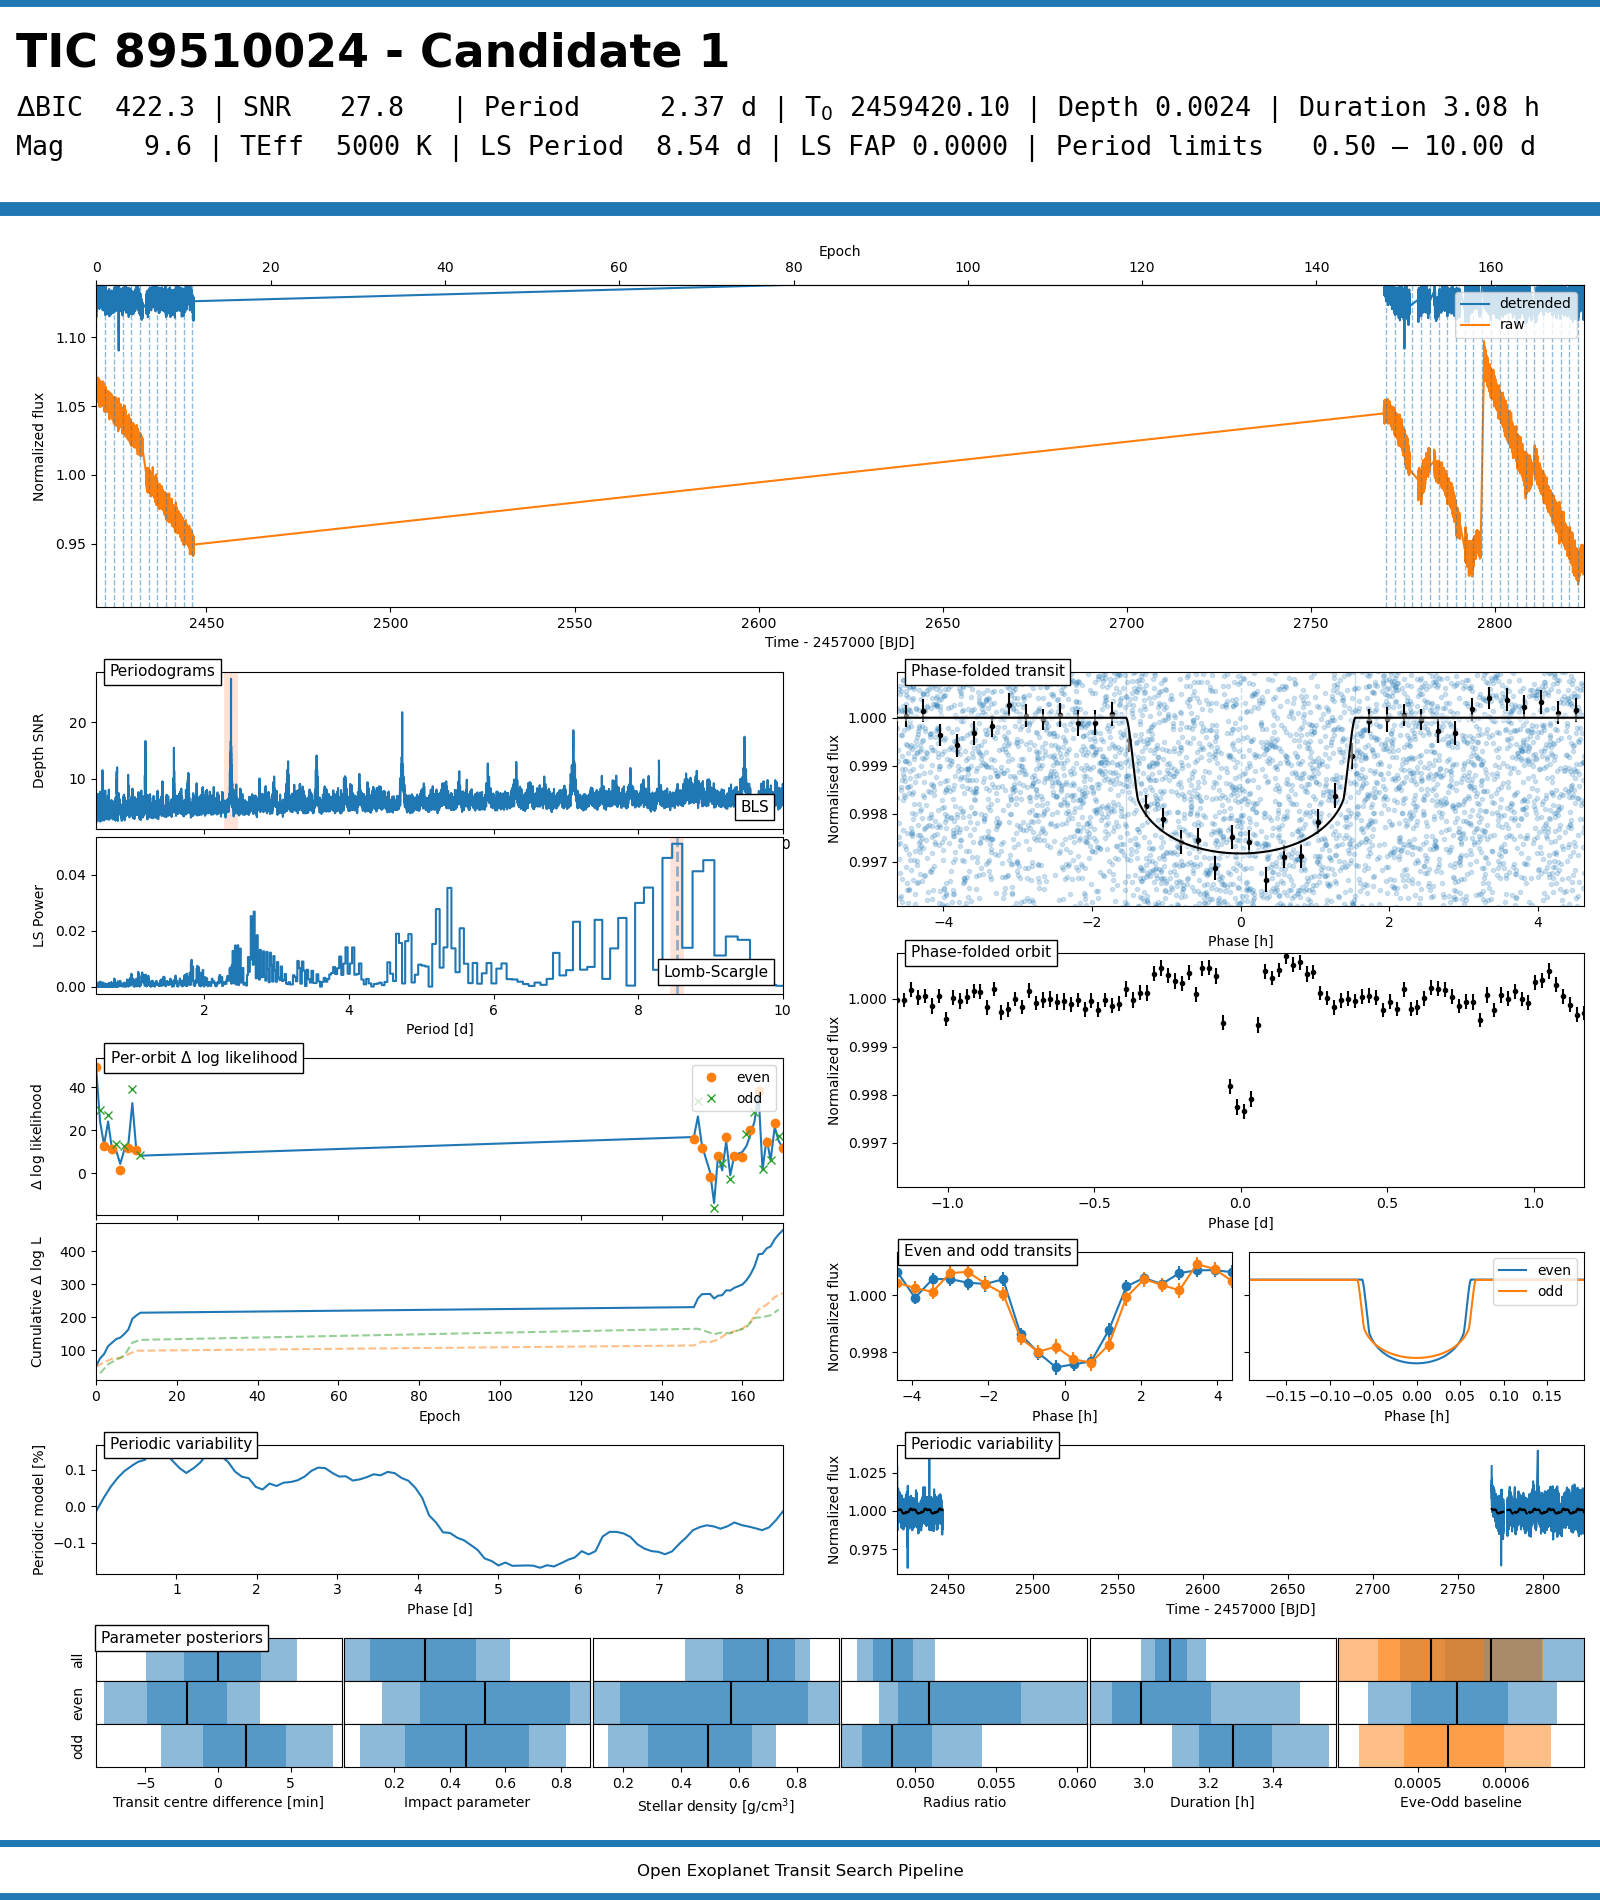 TIC 89510024 - Candidate 1
ΔBIC 422.3 | SNR 27.8 | Period 2.37 d | T0 2459420.10 | Depth 0.0024 | Duration 3.08 h
Mag 9.6 | TEff 5000 K | LS Period 8.54 d | LS FAP 0.0000 | Period limits 0.50 — 10.00 d
Epoch
0 20 40 60 80 100 120 140 160
detrended
raw
Normalized flux
1.10
1.05
1.00
0.95
2450 2500 2550 2600 2650 2700 2750 2800
Time - 2457000 [BJD]
Periodograms
Depth SNR
20
10
BLS
0
LS Power
0.04
0.02
0.00
Lomb-Scargle
2 4 6 8 10
Period [d]
Phase-folded transit
Normalised flux
1.000
0.999
0.998
0.997
−4 −2 0 2 4
Phase [h]
Phase-folded orbit
Normalized flux
1.000
0.999
0.998
0.997
−1.0 −0.5 0.0 0.5 1.0
Phase [d]
Per-orbit Δ log likelihood
even
odd
Δ log likelihood
40
20
0
Cumulative Δ log L
400
300
200
100
0 20 40 60 80 100 120 140 160
Epoch
Even and odd transits
Normalized flux
1.000
0.998
−4 −2 0 2 4
Phase [h]
even
odd
−0.15 −0.10 −0.05 0.00 0.05 0.10 0.15
Phase [h]
Periodic variability
Periodic model [%]
0.1
0.0
−0.1
1 2 3 4 5 6 7 8
Phase [d]
Periodic variability
Normalized flux
1.025
1.000
0.975
2450 2500 2550 2600 2650 2700 2750 2800
Time - 2457000 [BJD]
Parameter posteriors
all
even
odd
−5 0 5
Transit centre difference [min]
0.2 0.4 0.6 0.8
Impact parameter
0.2 0.4 0.6 0.8
Stellar density [g/cm3]
0.050 0.055 0.060
Radius ratio
3.0 3.2 3.4
Duration [h]
0.0005 0.0006
Eve-Odd baseline
Open Exoplanet Transit Search Pipeline